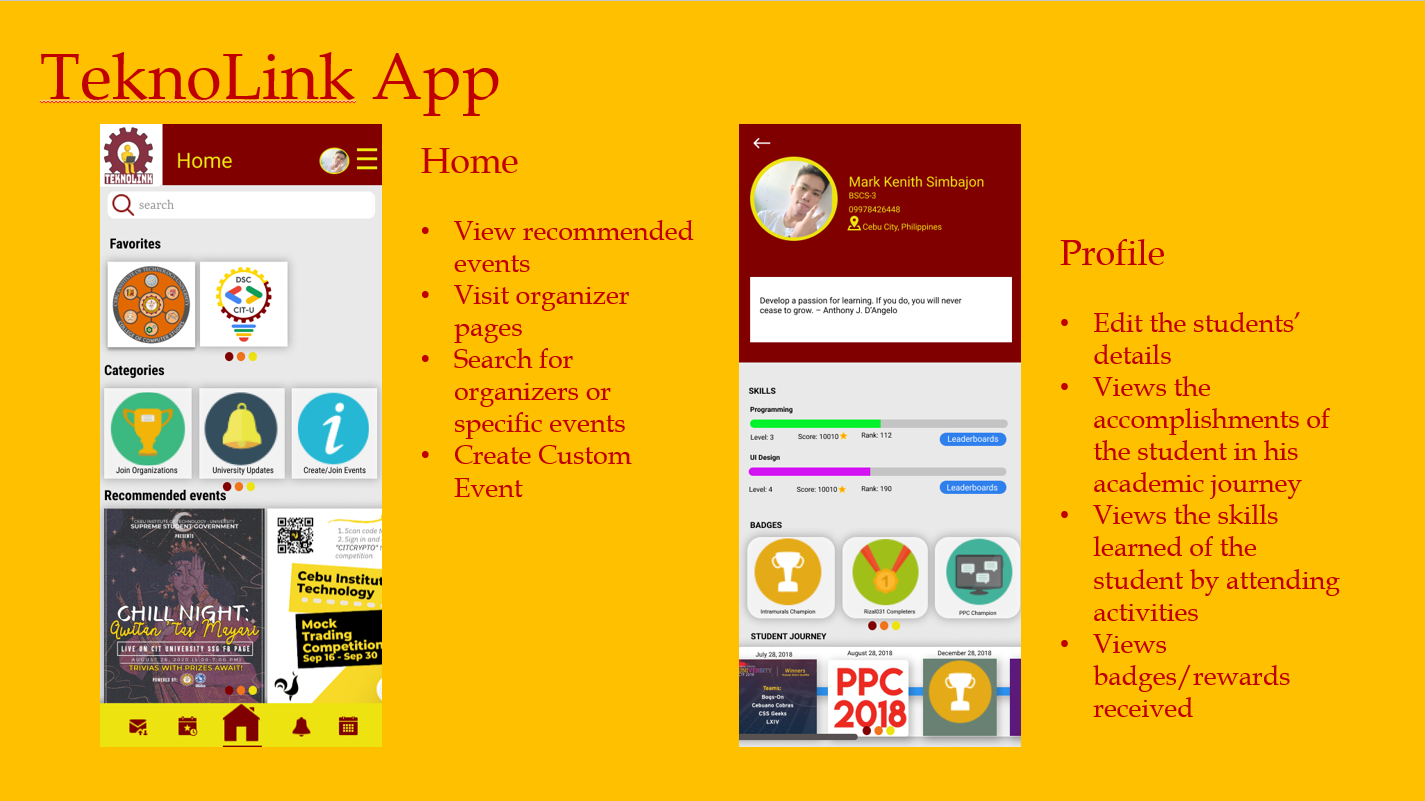 TeknoLink App
TEKNOLINK
Home
search
Favorites
DSC
CIT-U
Categories
Join Organizations
University Updates
Create/Join Events
Recommended events
CEBU INSTITUTE OF TECHNOLOGY - UNIVERSITY
SUPREME STUDENT GOVERNMENT
PRESENTS
CHILL NIGHT:
Qwitan 'tas Mayari
LIVE ON CIT UNIVERSITY SSG FB PAGE
TRIVIAS WITH PRIZES AWAIT!
POWERED BY:
1. Scan code
2. Sign in and
"CITCRYPTO"
competition
Cebu Institu
Technology
Mock
Trading
Competition
Sep 16 - Sep 30
Home
• View recommended
events
• Visit organizer
pages
• Search for
organizers or
specific events
• Create Custom
Event
Mark Kenith Simbajon
BSCS-3
09978426448
Cebu City, Philippines
Develop a passion for learning. If you do, you will never
cease to grow. – Anthony J. D'Angelo
SKILLS
Programming
Level: 3 Score: 10010 Rank: 112 Leaderboards
UI Design
Level: 4 Score: 10010 Rank: 190 Leaderboards
BADGES
1
Intramurals Champion
Rizal031 Completers
PPC Champion
STUDENT JOURNEY
July 28, 2018
August 28, 2018
December 28, 2018
Winners
Teams:
Bogs-On
Cebuano Cobras
CSS Geeks
LXIV
PPC
2018
Profile
• Edit the students'
details
• Views the
accomplishments of
the student in his
academic journey
• Views the skills
learned of the
student by attending
activities
• Views
badges/rewards
received